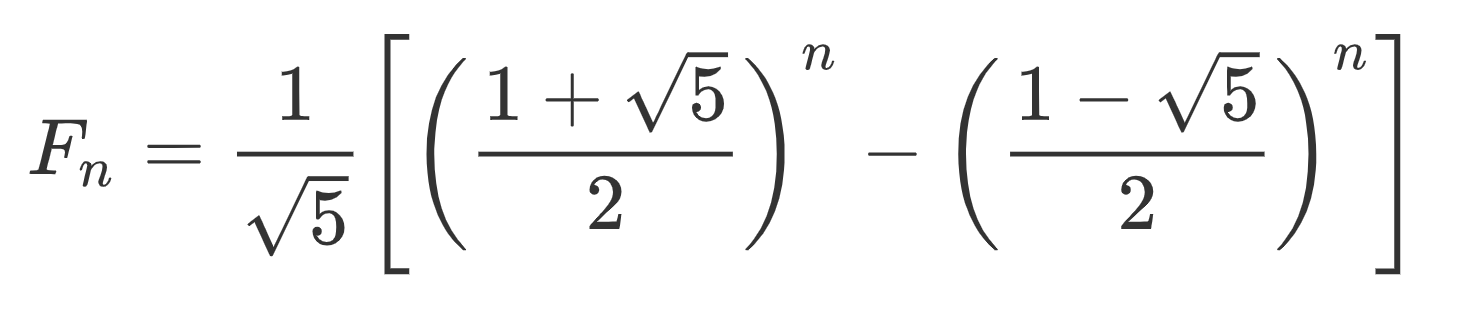 $F_n = \frac{1}{\sqrt{5}} \left[ \left( \frac{1+\sqrt{5}}{2} \right)^n - \left( \frac{1-\sqrt{5}}{2} \right)^n \right]$